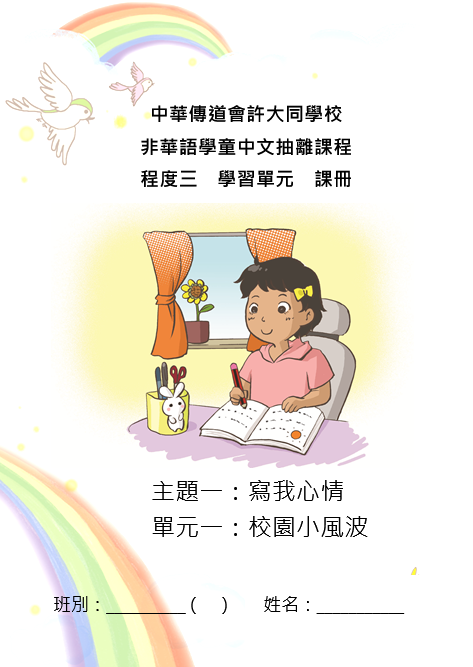 中華傳道會許大同學校
非華語學童中文抽離課程
程度三　學習單元　課冊
主題一：寫我心情
單元一：校園小風波
班別：_________ (　 )　　姓名：__________